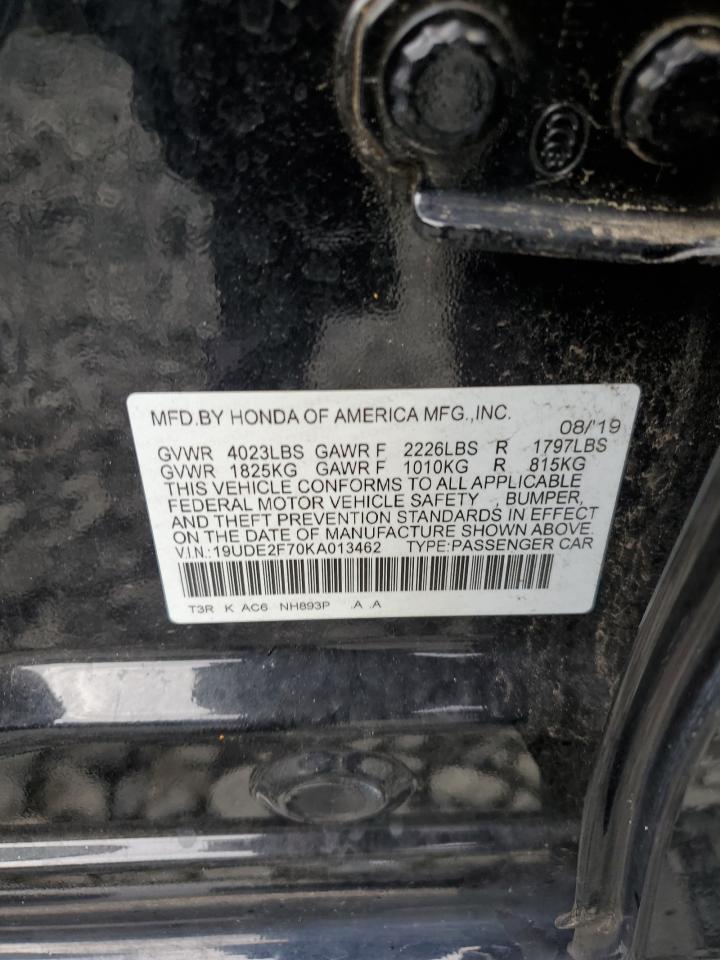 MFD.BY HONDA OF AMERICA MFG.,INC. 08/'19
GVWR 4023LBS GAWR F 2226LBS R 1797LBS
GVWR 1825KG GAWR F 1010KG R 815KG
THIS VEHICLE CONFORMS TO ALL APPLICABLE
FEDERAL MOTOR VEHICLE SAFETY , BUMPER,
AND THEFT PREVENTION STANDARDS IN EFFECT
ON THE DATE OF MANUFACTURE SHOWN ABOVE.
V.I.N.:19UDE2F70KA013462 TYPE:PASSENGER CAR
T3R K AC6 NH893P .A .A